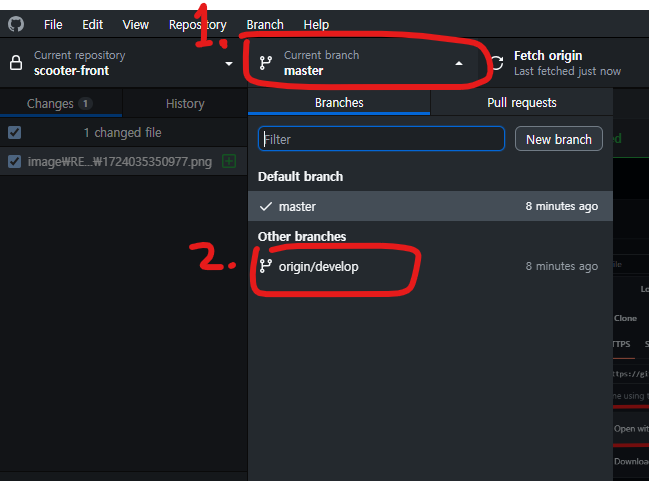 File Edit View Repository Branch Help
1.
Current repository
scooter-front
Current branch
master
Fetch origin
Last fetched just now
Changes 1 History
Branches Pull requests
1 changed file
Filter
New branch
image₩RE...₩1724035350977.png
Default branch
master 8 minutes ago
Other branches
2.
origin/develop 8 minutes ago
Clone
Open wit
Downloa